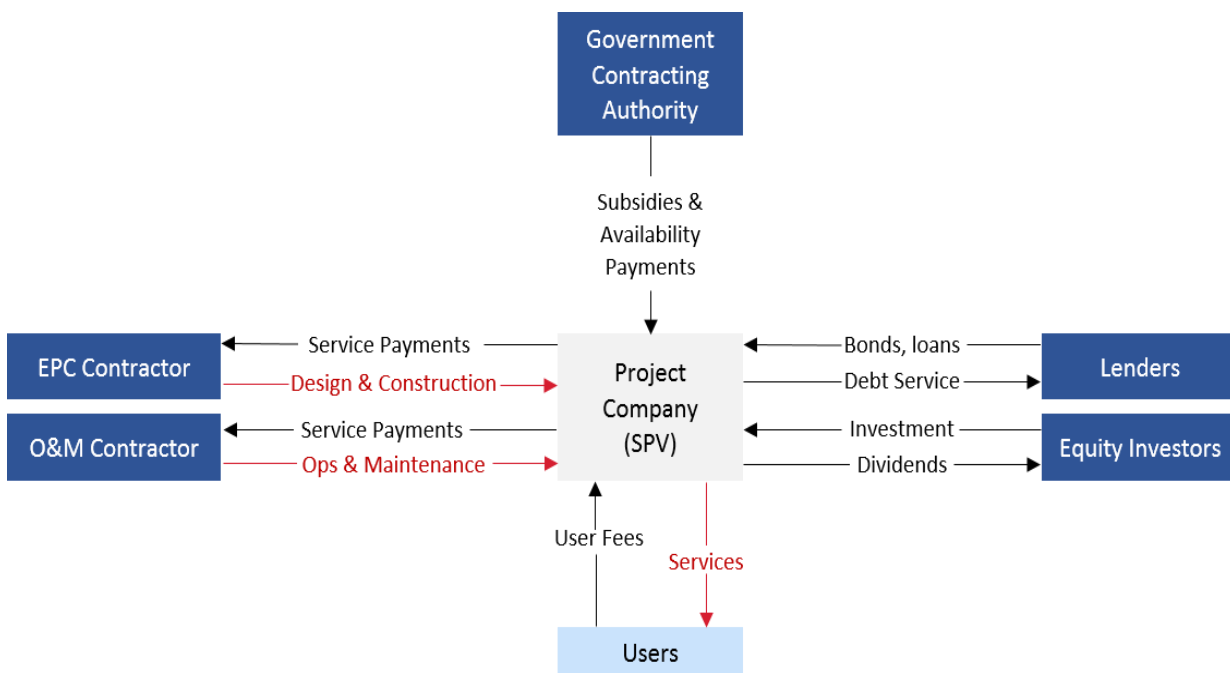 Government
Contracting
Authority
Subsidies &
Availability
Payments
EPC Contractor
Service Payments
Design & Construction
O&M Contractor
Service Payments
Ops & Maintenance
Project
Company
(SPV)
Bonds, loans
Debt Service
Lenders
Investment
Dividends
Equity Investors
User Fees
Services
Users